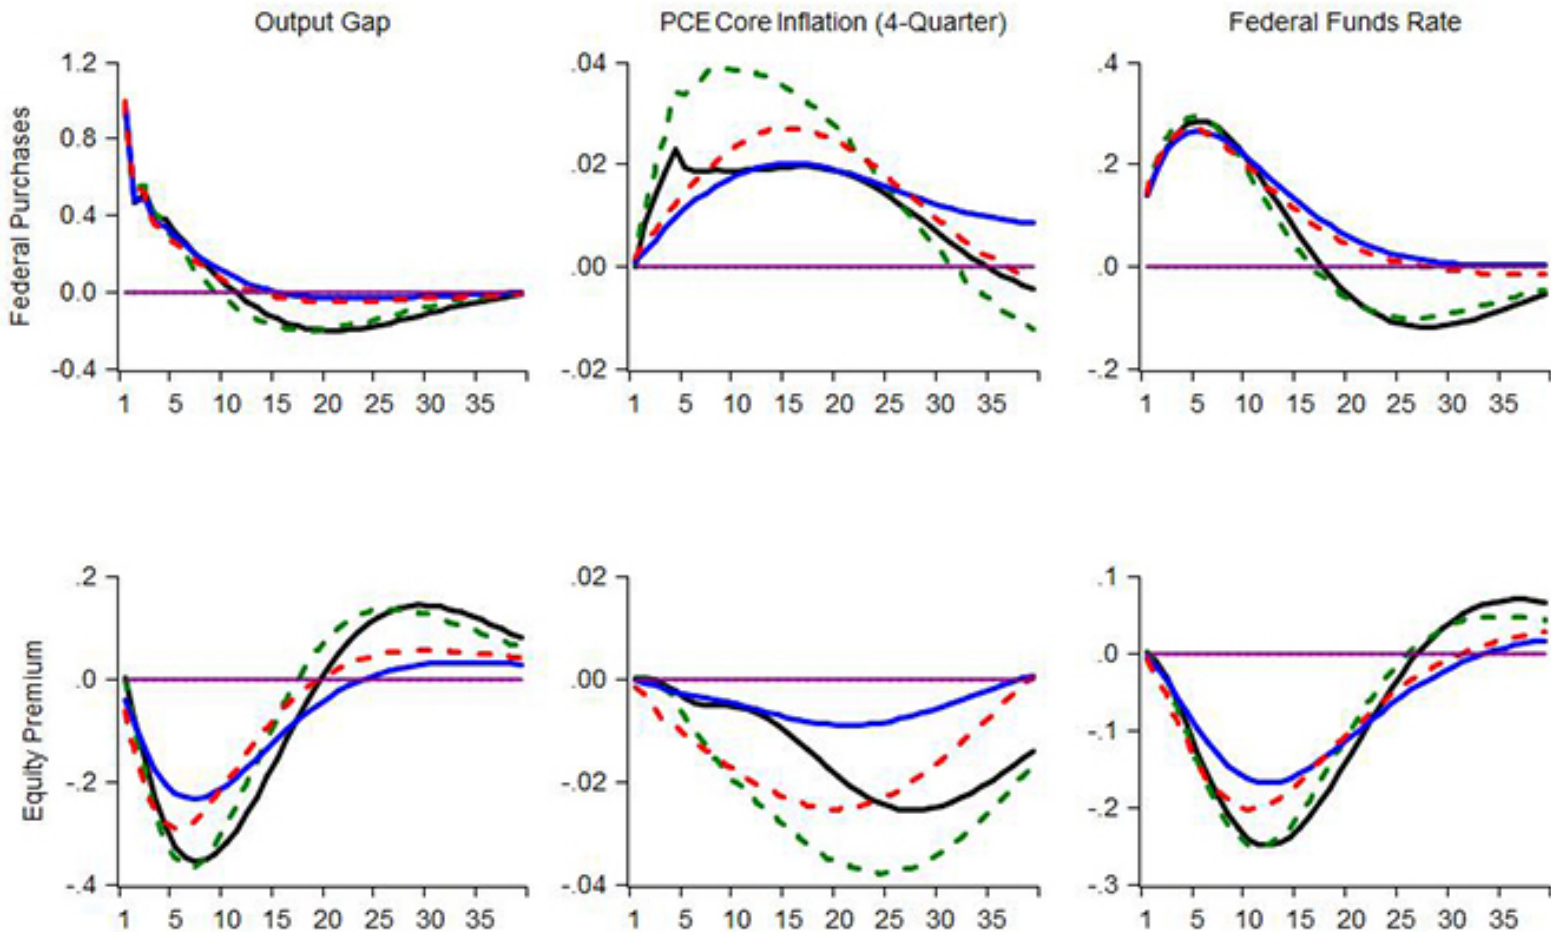 Output Gap
PCE Core Inflation (4-Quarter)
Federal Funds Rate
Federal Purchases
1.2
0.8
0.4
0.0
-0.4
1 5 10 15 20 25 30 35
.04
.02
.00
-.02
1 5 10 15 20 25 30 35
.4
.2
.0
-.2
1 5 10 15 20 25 30 35
Equity Premium
.2
.0
-.2
-.4
1 5 10 15 20 25 30 35
.02
.00
-.02
-.04
1 5 10 15 20 25 30 35
.1
.0
-.1
-.2
-.3
1 5 10 15 20 25 30 35